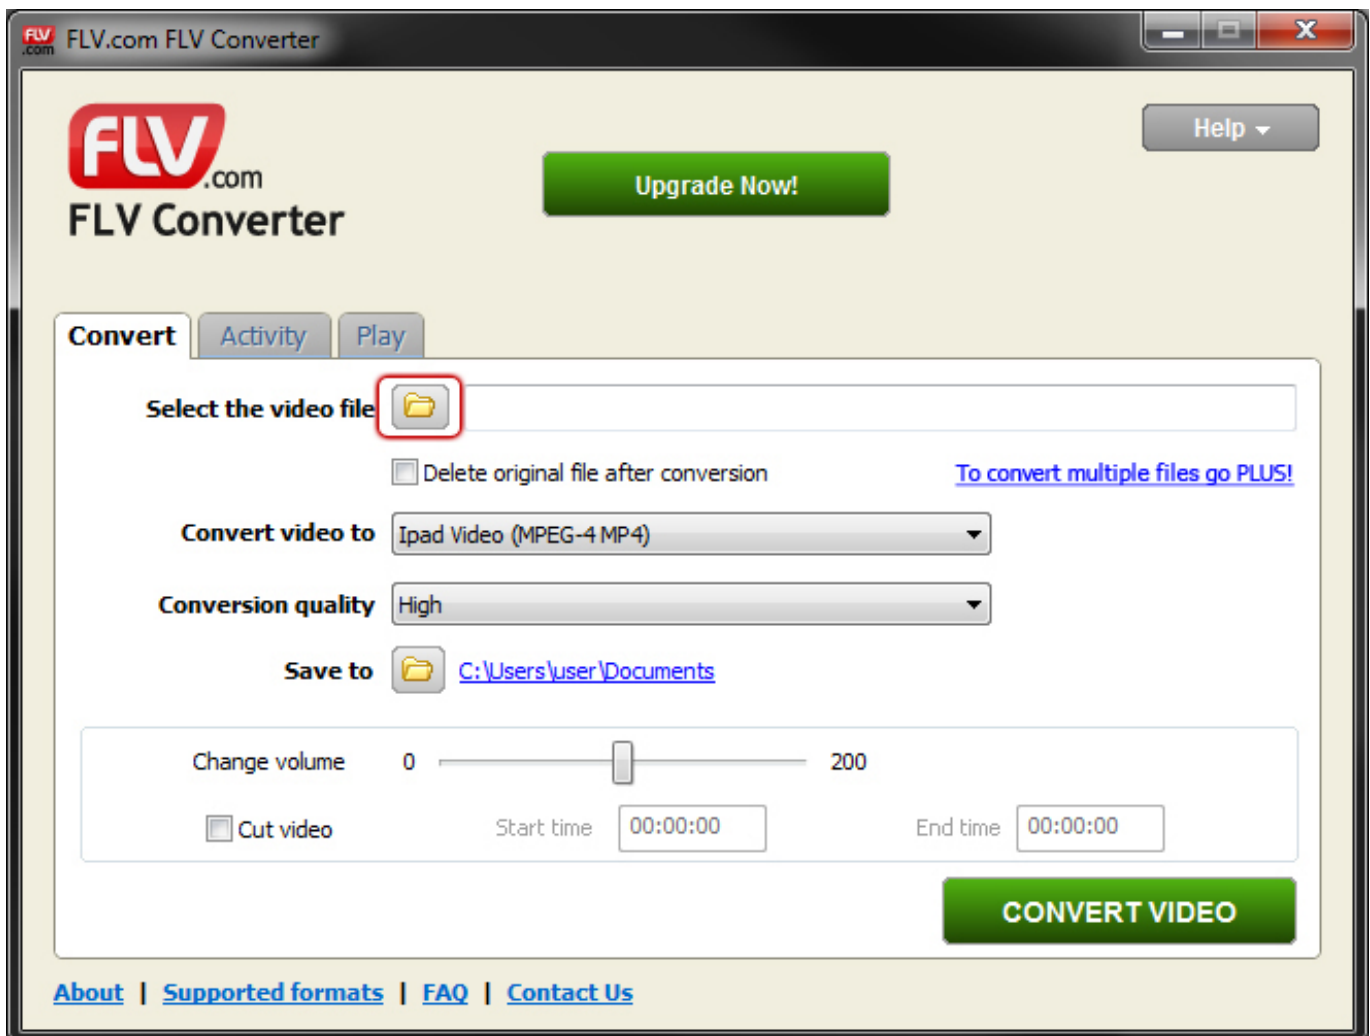 FLV.com FLV Converter
FLV.com
FLV Converter
Upgrade Now!
Help
Convert
Activity
Play
Select the video file
Delete original file after conversion
To convert multiple files go PLUS!
Convert video to
Ipad Video (MPEG-4 MP4)
Conversion quality
High
Save to
C:\Users\user\Documents
Change volume 0 200
Cut video
Start time 00:00:00
End time 00:00:00
CONVERT VIDEO
About | Supported formats | FAQ | Contact Us